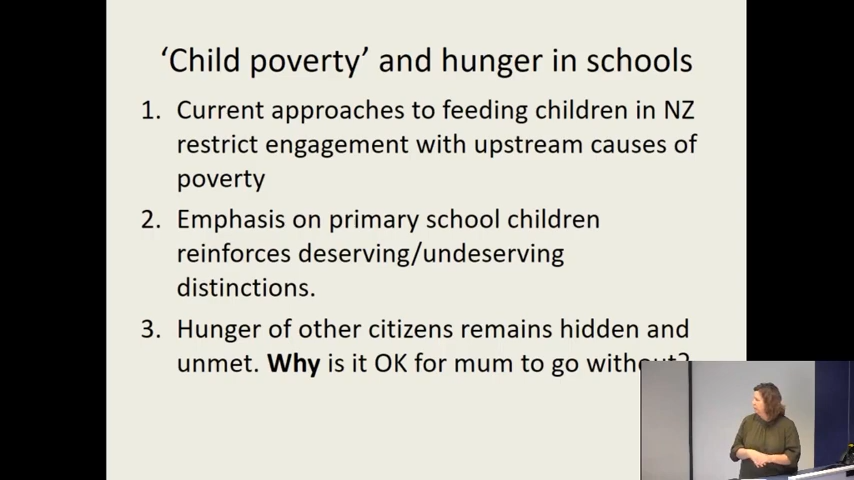 ‘Child poverty’ and hunger in schools
1. Current approaches to feeding children in NZ
restrict engagement with upstream causes of
poverty
2. Emphasis on primary school children
reinforces deserving/undeserving
distinctions.
3. Hunger of other citizens remains hidden and
unmet. Why is it OK for mum to go without?